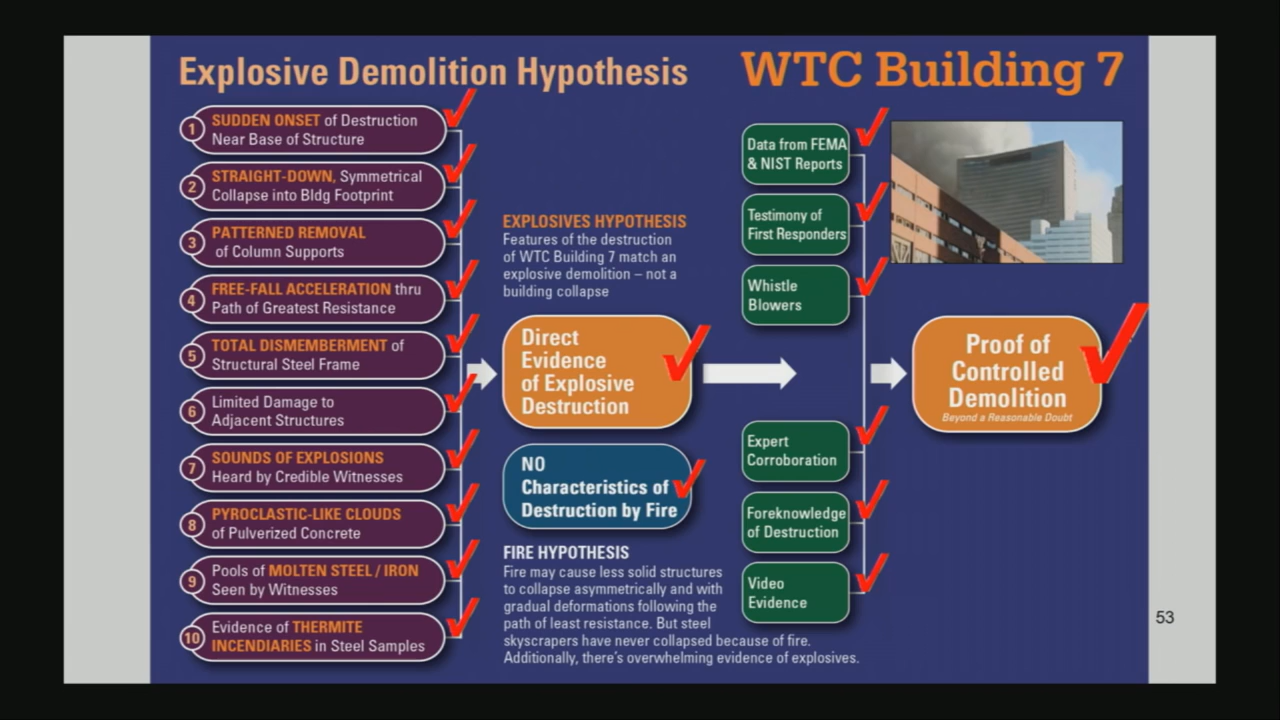 Explosive Demolition Hypothesis
WTC Building 7
1
SUDDEN ONSET of Destruction
Near Base of Structure
2
STRAIGHT-DOWN, Symmetrical
Collapse into Bldg Footprint
3
PATTERNED REMOVAL
of Column Supports
4
FREE-FALL ACCELERATION thru
Path of Greatest Resistance
5
TOTAL DISMEMBERMENT of
Structural Steel Frame
6
Limited Damage to
Adjacent Structures
7
SOUNDS OF EXPLOSIONS
Heard by Credible Witnesses
8
PYROCLASTIC-LIKE CLOUDS
of Pulverized Concrete
9
Pools of MOLTEN STEEL / IRON
Seen by Witnesses
10
Evidence of THERMITE
INCENDIARIES in Steel Samples
EXPLOSIVES HYPOTHESIS
Features of the destruction
of WTC Building 7 match an
explosive demolition – not a
building collapse
Direct
Evidence
of Explosive
Destruction
NO
Characteristics of
Destruction by Fire
FIRE HYPOTHESIS
Fire may cause less solid structures
to collapse asymmetrically and with
gradual deformations following the
path of least resistance. But steel
skyscrapers have never collapsed because of fire.
Additionally, there's overwhelming evidence of explosives.
Data from FEMA
& NIST Reports
Testimony of
First Responders
Whistle
Blowers
Expert
Corroboration
Foreknowledge
of Destruction
Video
Evidence
Proof of
Controlled
Demolition
Beyond a Reasonable Doubt
53